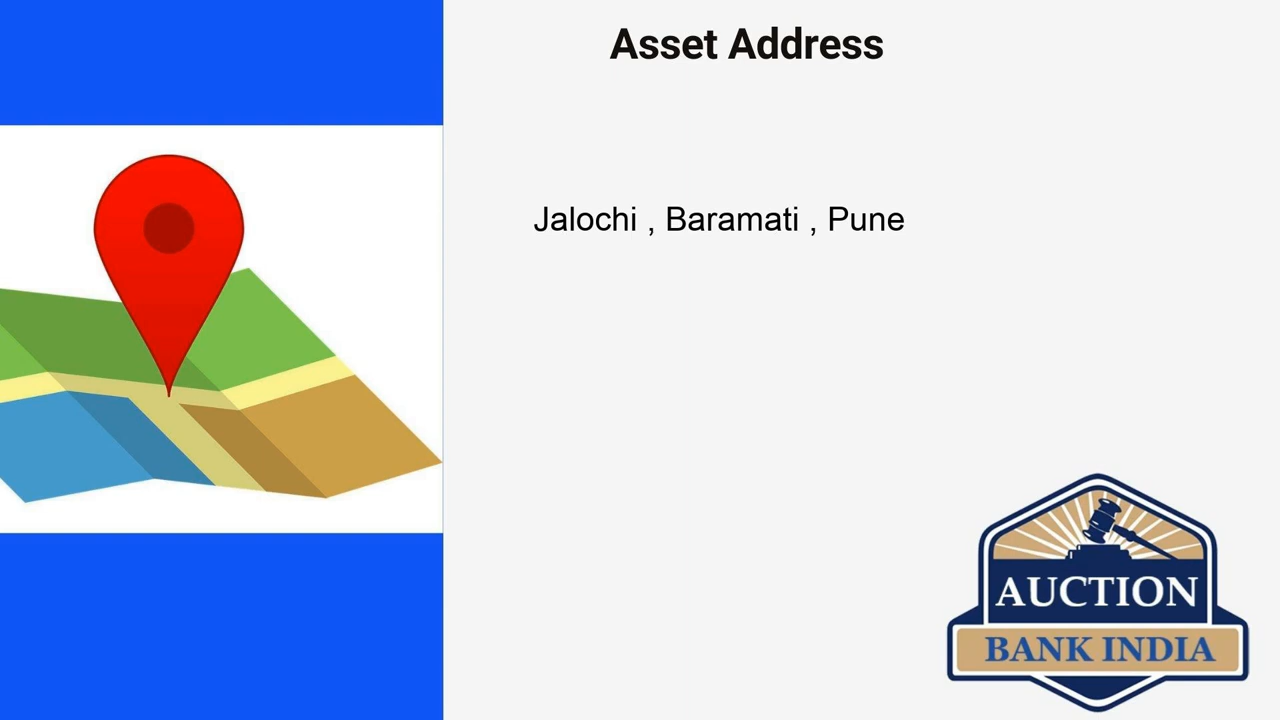 Asset Address
Jalochi , Baramati , Pune
AUCTION
BANK INDIA